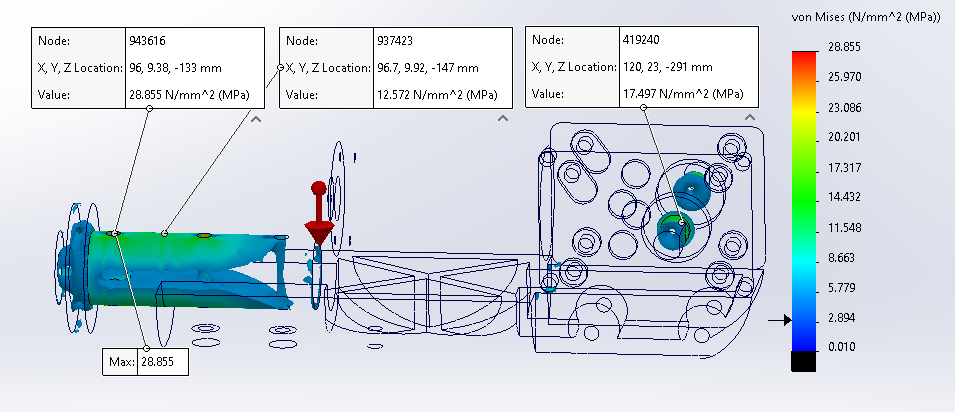 von Mises (N/mm^2 (MPa))
Node: 943616
X, Y, Z Location: 96, 9.38, -133 mm
Value: 28.855 N/mm^2 (MPa)
Node: 937423
X, Y, Z Location: 96.7, 9.92, -147 mm
Value: 12.572 N/mm^2 (MPa)
Node: 419240
X, Y, Z Location: 120, 23, -291 mm
Value: 17.497 N/mm^2 (MPa)
28.855
25.970
23.086
20.201
17.317
14.432
11.548
8.663
5.779
2.894
0.010
Max: 28.855